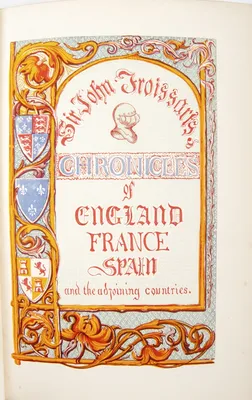 Sir John Froissart's
CHRONICLES
of
ENGLAND
FRANCE
SPAIN
and the adjoining countries.